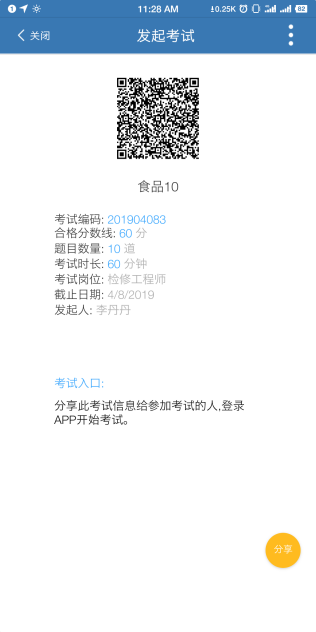 11:28 AM
0.25K
82
关闭
发起考试
食品10
考试编码: 201904083
合格分数线: 60 分
题目数量: 10 道
考试时长: 60 分钟
考试岗位: 检修工程师
截止日期: 4/8/2019
发起人: 李丹丹
考试入口:
分享此考试信息给参加考试的人,登录
APP开始考试。
分享